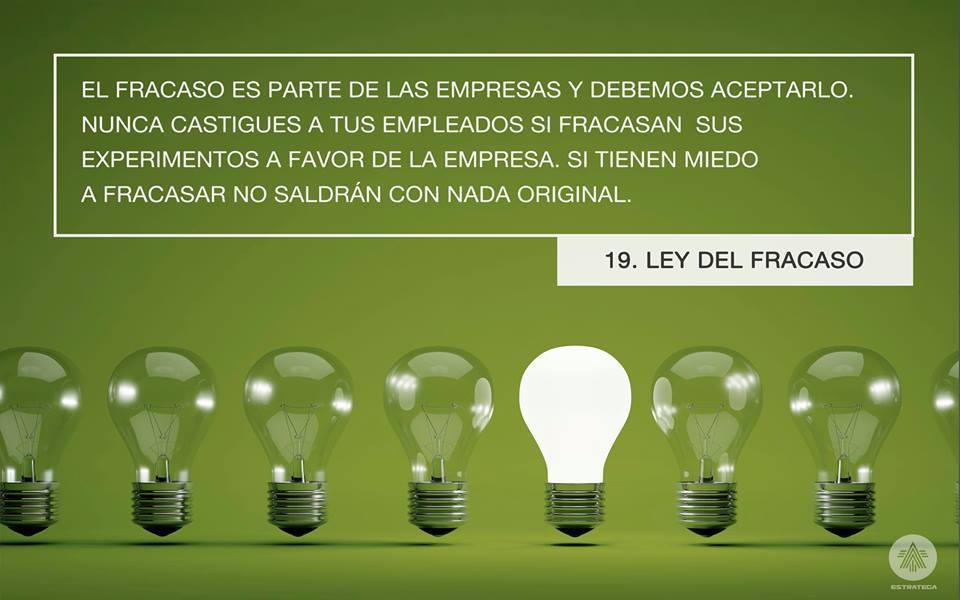 EL FRACASO ES PARTE DE LAS EMPRESAS Y DEBEMOS ACEPTARLO.
NUNCA CASTIGUES A TUS EMPLEADOS SI FRACASAN SUS
EXPERIMENTOS A FAVOR DE LA EMPRESA. SI TIENEN MIEDO
A FRACASAR NO SALDRÁN CON NADA ORIGINAL.
19. LEY DEL FRACASO
ESTRATEGA